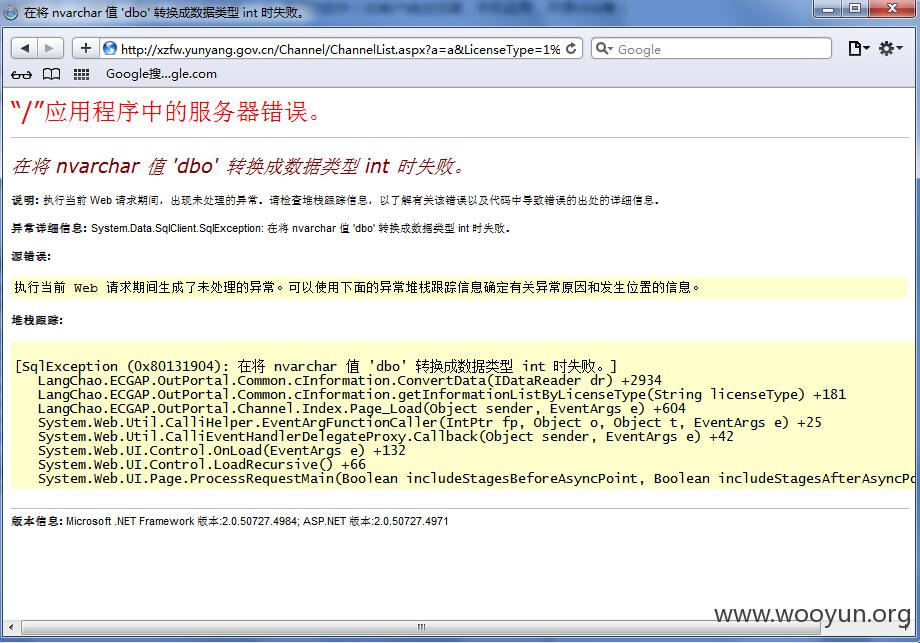 在将 nvarchar 值 'dbo' 转换成数据类型 int 时失败。
http://xzfw.yunyang.gov.cn/Channel/ChannelList.aspx?a=a&LicenseType=1%
Google
Google搜...gle.com
“/”应用程序中的服务器错误。
在将 nvarchar 值 'dbo' 转换成数据类型 int 时失败。
说明: 执行当前 Web 请求期间，出现未处理的异常。请检查堆栈跟踪信息，以了解有关该错误以及代码中导致错误的出处的详细信息。
异常详细信息: System.Data.SqlClient.SqlException: 在将 nvarchar 值 'dbo' 转换成数据类型 int 时失败。
源错误:
执行当前 Web 请求期间生成了未处理的异常。可以使用下面的异常堆栈跟踪信息确定有关异常原因和发生位置的信息。
堆栈跟踪:
[SqlException (0x80131904): 在将 nvarchar 值 'dbo' 转换成数据类型 int 时失败。]
LangChao.ECGAP.OutPortal.Common.cInformation.ConvertData(IDataReader dr) +2934
LangChao.ECGAP.OutPortal.Common.cInformation.getInformationListByLicenseType(String licenseType) +181
LangChao.ECGAP.OutPortal.Channel.Index.Page_Load(Object sender, EventArgs e) +604
System.Web.Util.CalliHelper.EventArgFunctionCaller(IntPtr fp, Object o, Object t, EventArgs e) +25
System.Web.Util.CalliEventHandlerDelegateProxy.Callback(Object sender, EventArgs e) +42
System.Web.UI.Control.OnLoad(EventArgs e) +132
System.Web.UI.Control.LoadRecursive() +66
System.Web.UI.Page.ProcessRequestMain(Boolean includeStagesBeforeAsyncPoint, Boolean includeStagesAfterAsyncPo
版本信息: Microsoft .NET Framework 版本:2.0.50727.4984; ASP.NET 版本:2.0.50727.4971
www.wooyun.org